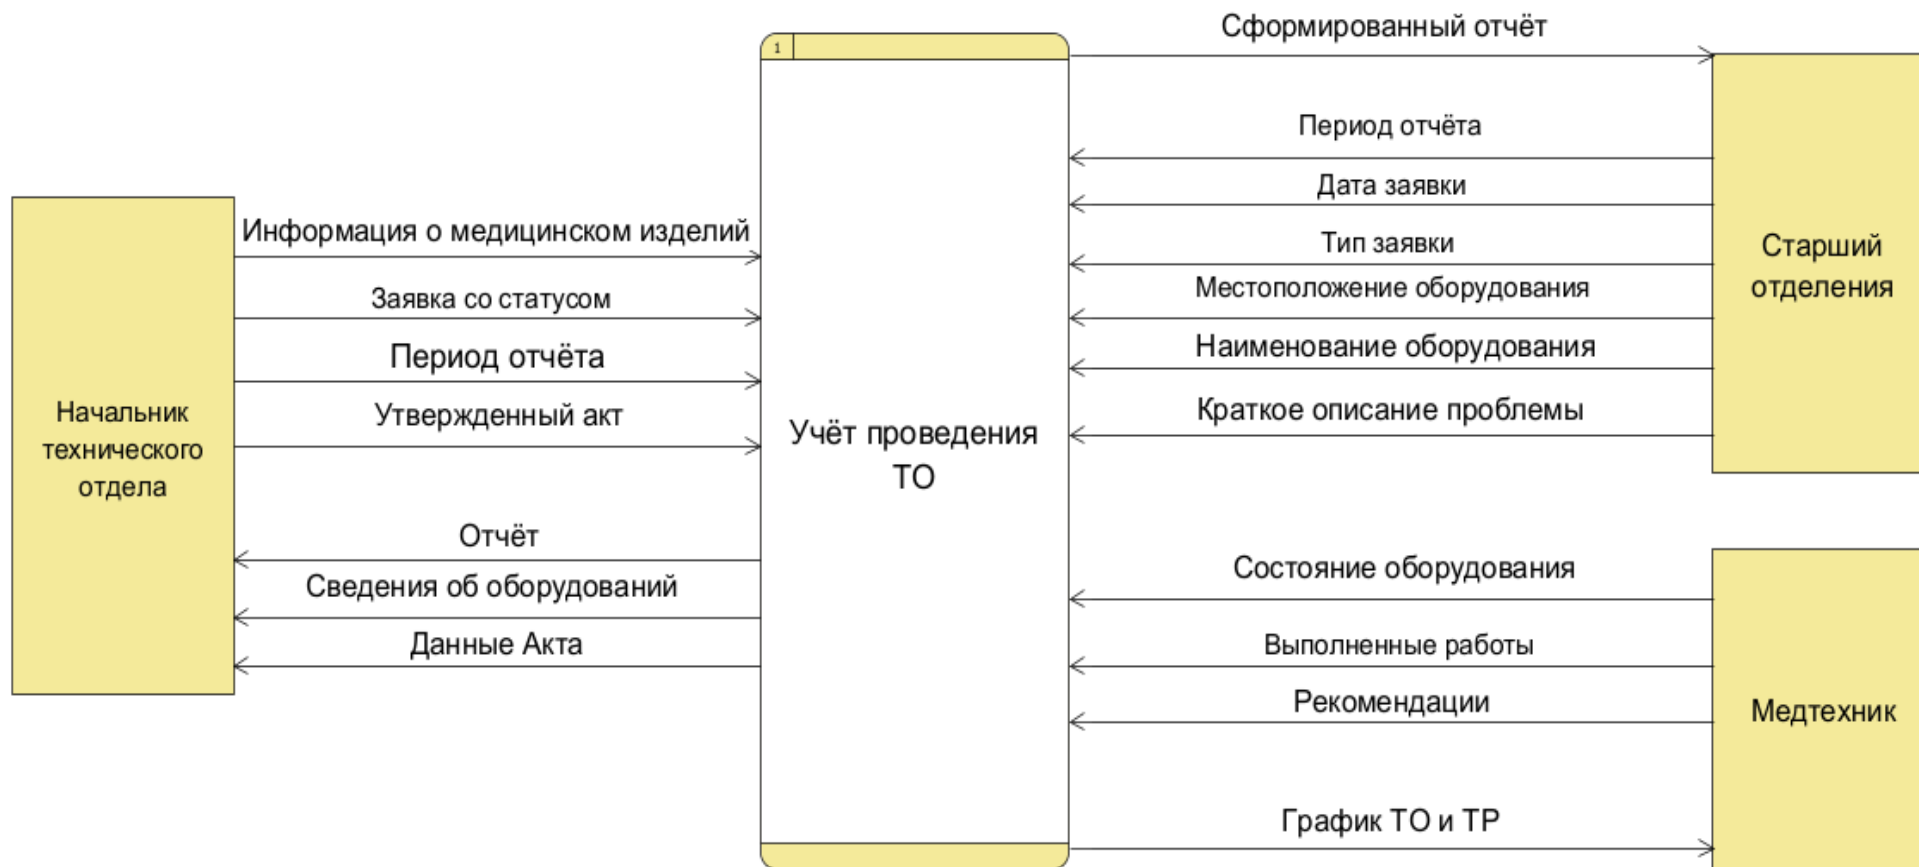 1
Начальник
технического
отдела
Информация о медицинском изделий
Заявка со статусом
Период отчёта
Утвержденный акт
Отчёт
Сведения об оборудований
Данные Акта
Учёт проведения
ТО
Сформированный отчёт
Период отчёта
Дата заявки
Тип заявки
Местоположение оборудования
Наименование оборудования
Краткое описание проблемы
Старший
отделения
Состояние оборудования
Выполненные работы
Рекомендации
График ТО и ТР
Медтехник